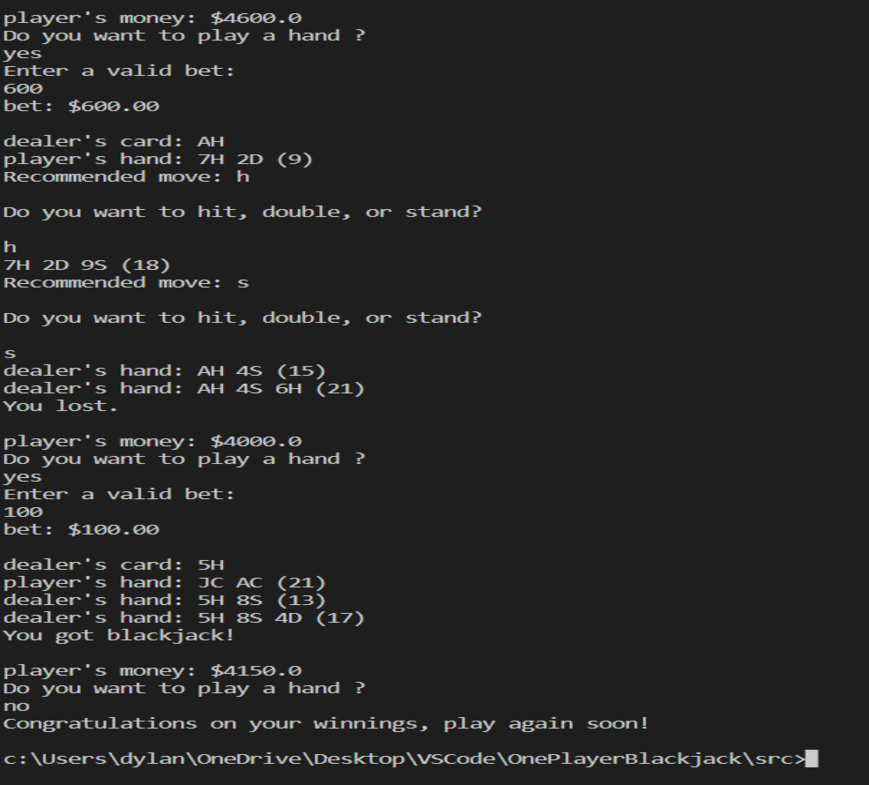 player's money: $4600.0
Do you want to play a hand ?
yes
Enter a valid bet:
600
bet: $600.00
dealer's card: AH
player's hand: 7H 2D (9)
Recommended move: h
Do you want to hit, double, or stand?
h
7H 2D 9S (18)
Recommended move: s
Do you want to hit, double, or stand?
s
dealer's hand: AH 4S (15)
dealer's hand: AH 4S 6H (21)
You lost.
player's money: $4000.0
Do you want to play a hand ?
yes
Enter a valid bet:
100
bet: $100.00
dealer's card: 5H
player's hand: JC AC (21)
dealer's hand: 5H 8S (13)
dealer's hand: 5H 8S 4D (17)
You got blackjack!
player's money: $4150.0
Do you want to play a hand ?
no
Congratulations on your winnings, play again soon!
c:\Users\dylan\OneDrive\Desktop\VSCode\OnePlayerBlackjack\src>